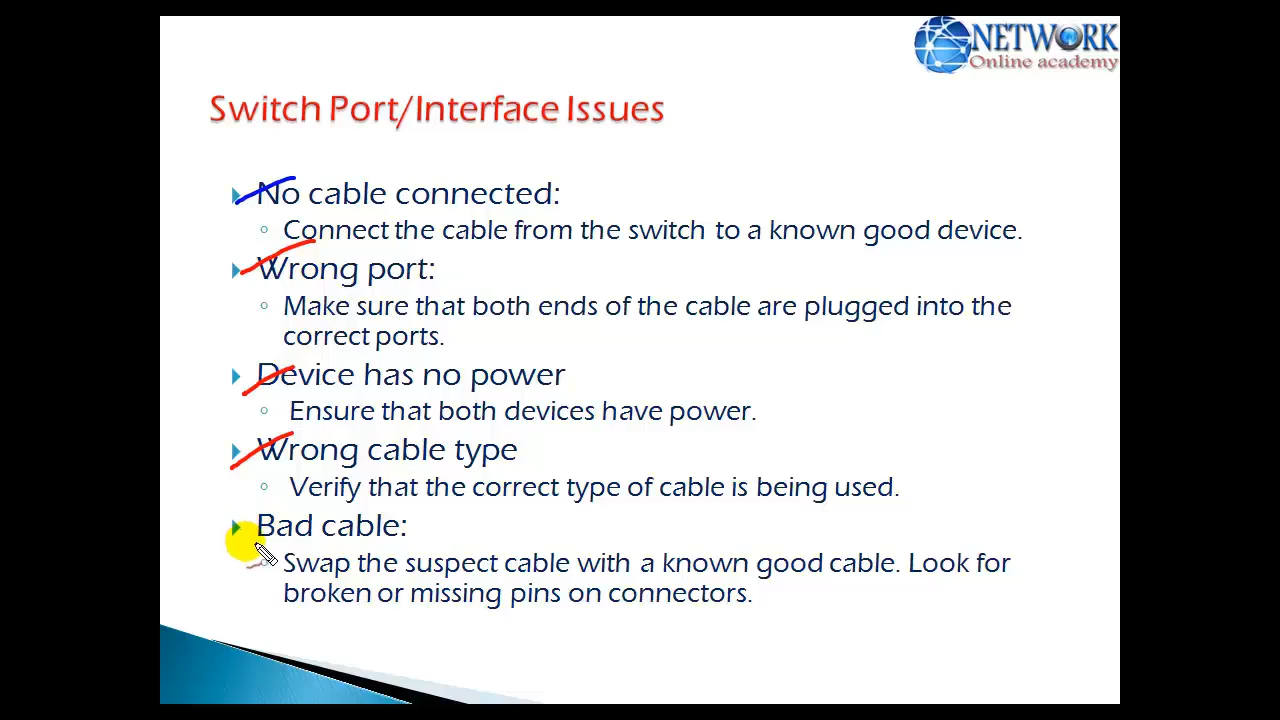 NETWORK
Online academy
Switch Port/Interface Issues
No cable connected:
Connect the cable from the switch to a known good device.
Wrong port:
Make sure that both ends of the cable are plugged into the
correct ports.
Device has no power
Ensure that both devices have power.
Wrong cable type
Verify that the correct type of cable is being used.
Bad cable:
Swap the suspect cable with a known good cable. Look for
broken or missing pins on connectors.